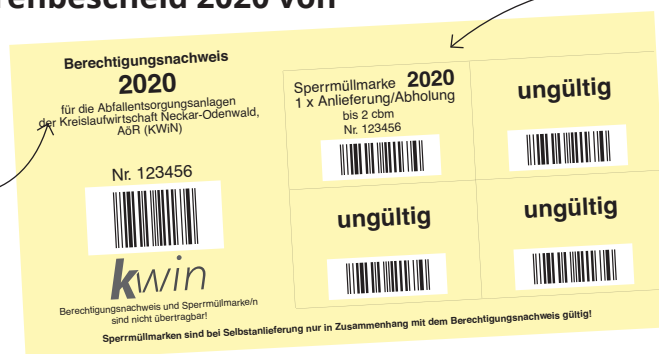 enbescheid 2020 von
Berechtigungsnachweis
2020
für die Abfallentsorgungsanlagen
der Kreislaufwirtschaft Neckar-Odenwald,
AöR (KWiN)
Nr. 123456
kwin
Berechtigungsnachweis und Sperrmüllmarke/n
sind nicht übertragbar!
Sperrmüllmarke 2020
1 x Anlieferung/Abholung
bis 2 cbm
Nr. 123456
ungültig
ungültig
ungültig
Sperrmüllmarken sind bei Selbstanlieferung nur in Zusammenhang mit dem Berechtigungsnachweis gültig!